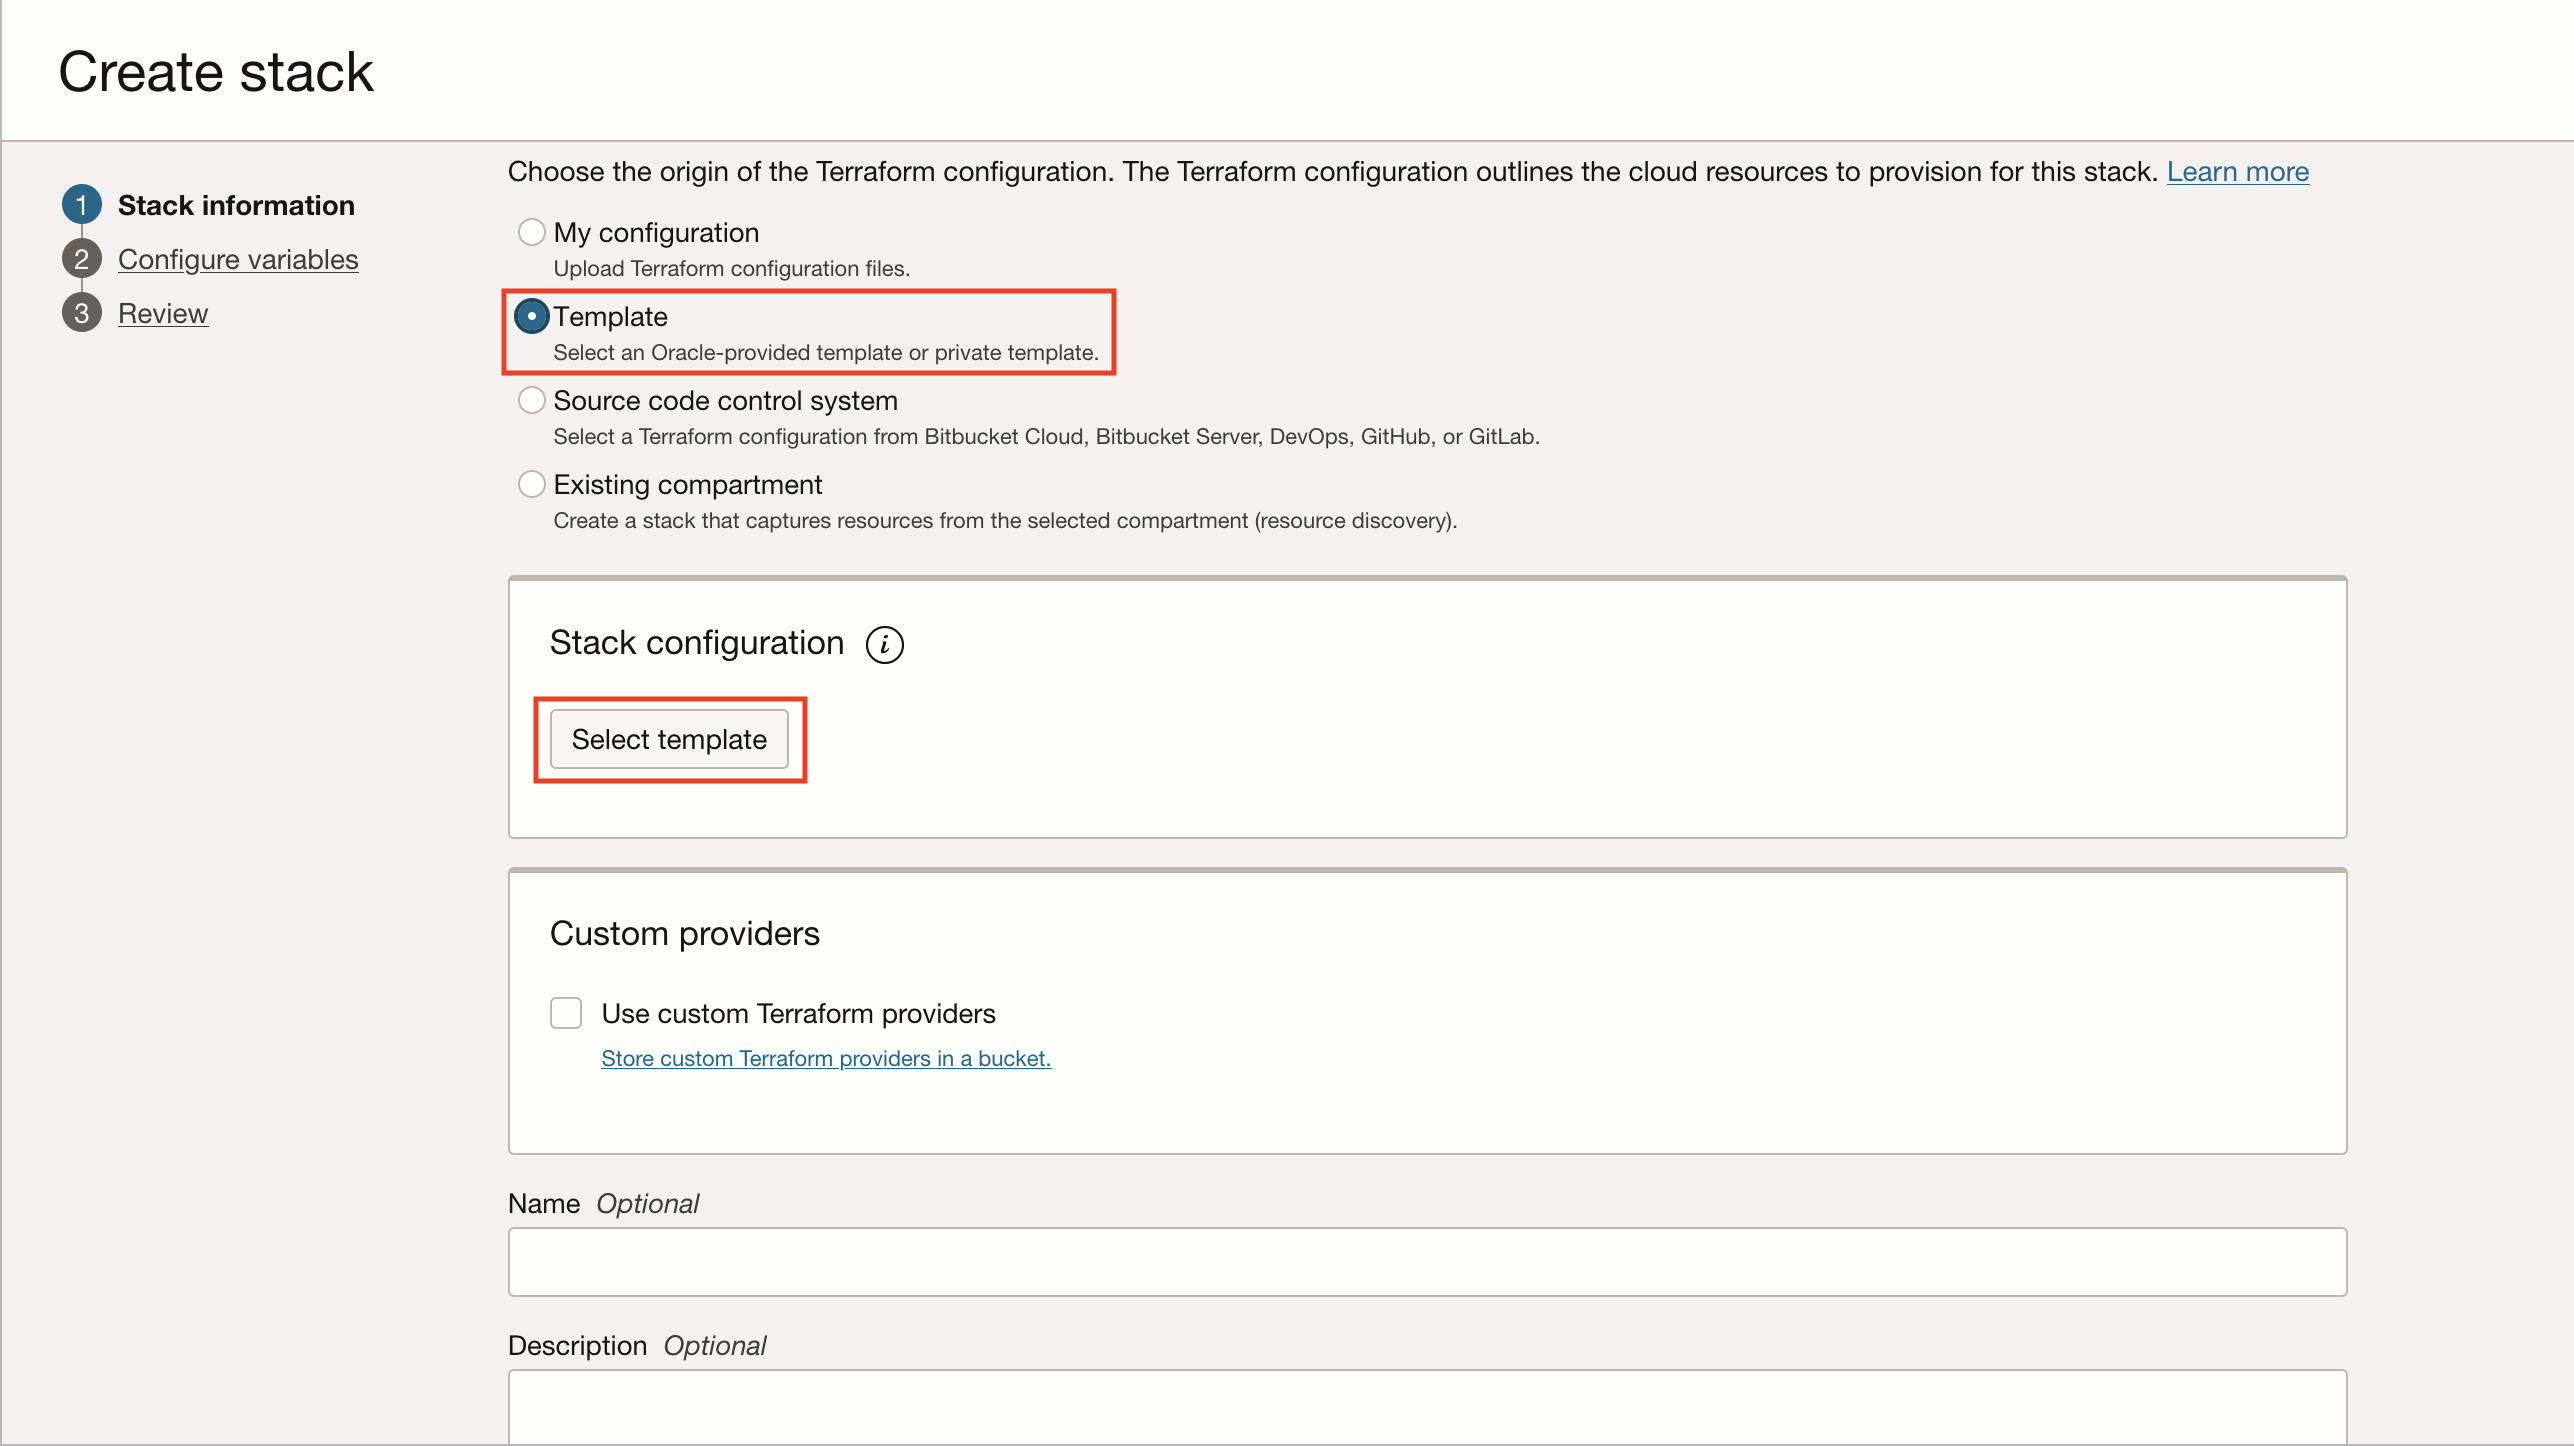 Create stack
1 Stack information
2 Configure variables
3 Review
Choose the origin of the Terraform configuration. The Terraform configuration outlines the cloud resources to provision for this stack. Learn more
My configuration
Upload Terraform configuration files.
Template
Select an Oracle-provided template or private template.
Source code control system
Select a Terraform configuration from Bitbucket Cloud, Bitbucket Server, DevOps, GitHub, or GitLab.
Existing compartment
Create a stack that captures resources from the selected compartment (resource discovery).
Stack configuration i
Select template
Custom providers
Use custom Terraform providers
Store custom Terraform providers in a bucket.
Name Optional
Description Optional